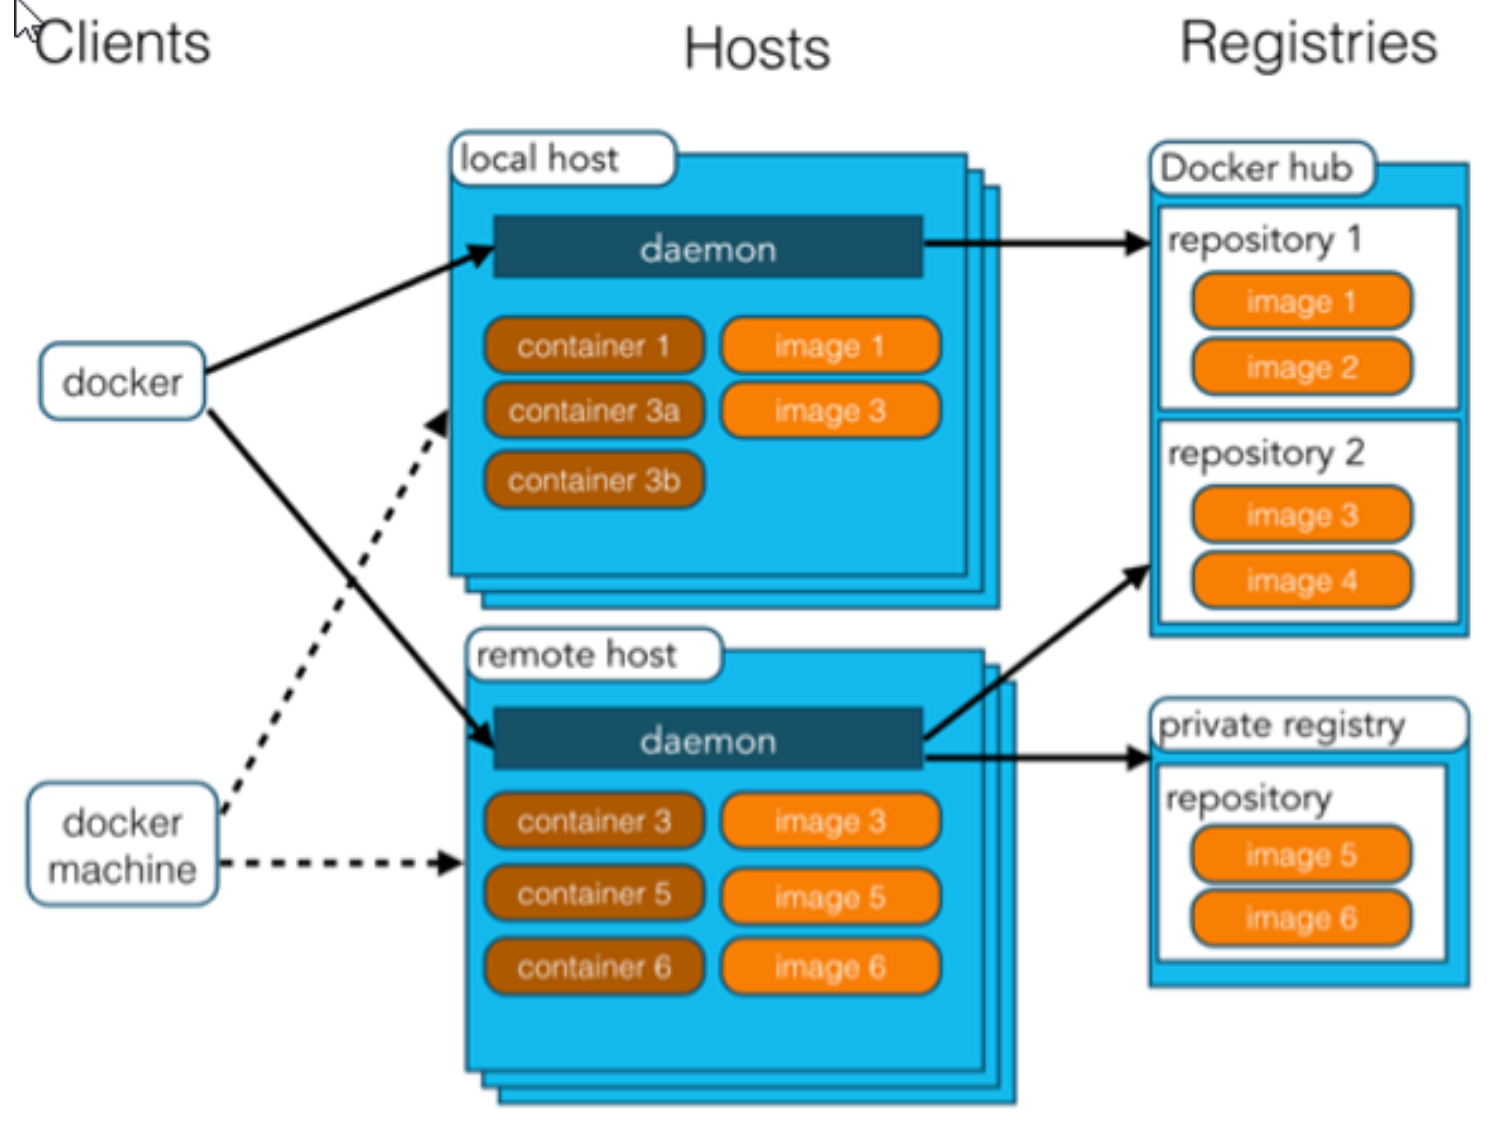 Clients
Hosts
Registries
local host
daemon
container 1
image 1
container 3a
image 3
container 3b
docker
docker
machine
remote host
daemon
container 3
image 3
container 5
image 5
container 6
image 6
Docker hub
repository 1
image 1
image 2
repository 2
image 3
image 4
private registry
repository
image 5
image 6